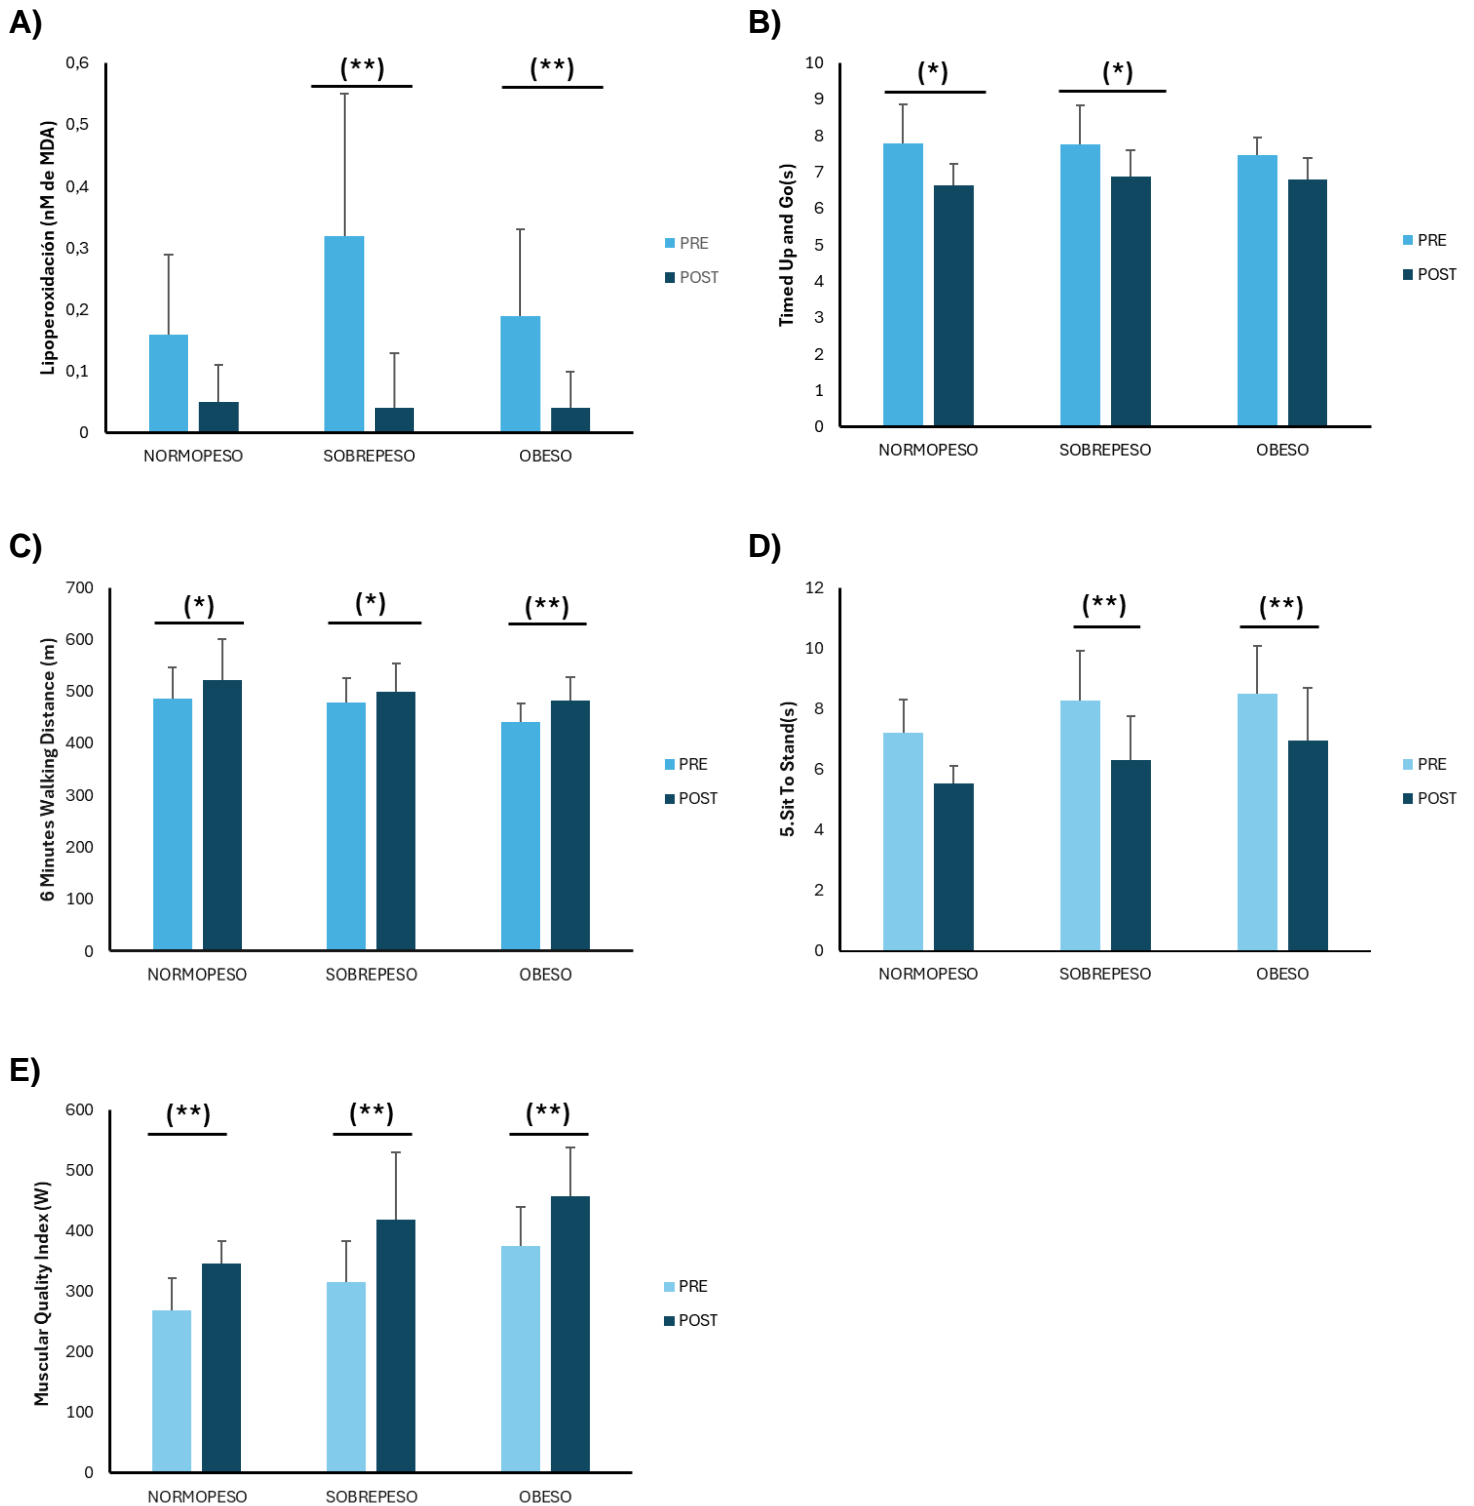 A)
Lipoperoxidación (nM de MDA)
0,6
0,5
0,4
0,3
0,2
0,1
0
(**)
(**)
NORMOPESO
SOBREPESO
OBESO
PRE
POST
B)
Timed Up and Go(s)
10
9
8
7
6
5
4
3
2
1
0
(*)
(*)
NORMOPESO
SOBREPESO
OBESO
PRE
POST
C)
6 Minutes Walking Distance (m)
700
600
500
400
300
200
100
0
(*)
(*)
(**)
NORMOPESO
SOBREPESO
OBESO
PRE
POST
D)
5.Sit To Stand(s)
12
10
8
6
4
2
0
(**)
(**)
NORMOPESO
SOBREPESO
OBESO
PRE
POST
E)
Muscular Quality Index (W)
600
500
400
300
200
100
0
(**)
(**)
(**)
NORMOPESO
SOBREPESO
OBESO
PRE
POST